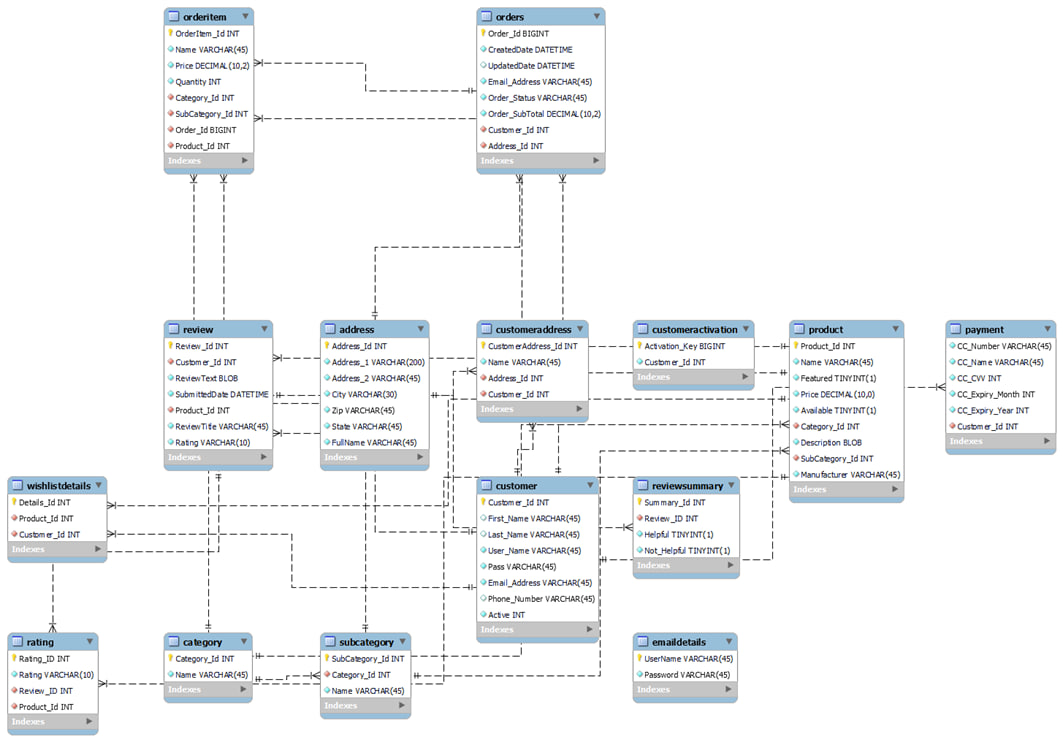 orderitem
OrderItem_Id INT
Name VARCHAR(45)
Price DECIMAL(10,2)
Quantity INT
Category_Id INT
SubCategory_Id INT
Order_Id BIGINT
Product_Id INT
Indexes
orders
Order_Id BIGINT
CreatedDate DATETIME
UpdatedDate DATETIME
Email_Address VARCHAR(45)
Order_Status VARCHAR(45)
Order_SubTotal DECIMAL(10,2)
Customer_Id INT
Address_Id INT
Indexes
review
Review_Id INT
Customer_Id INT
ReviewText BLOB
SubmittedDate DATETIME
Product_Id INT
ReviewTitle VARCHAR(45)
Rating VARCHAR(10)
Indexes
address
Address_Id INT
Address_1 VARCHAR(200)
Address_2 VARCHAR(45)
City VARCHAR(30)
Zip VARCHAR(45)
State VARCHAR(45)
FullName VARCHAR(45)
Indexes
customeraddress
CustomerAddress_Id INT
Name VARCHAR(45)
Address_Id INT
Customer_Id INT
Indexes
customeractivation
Activation_Key BIGINT
Customer_Id INT
Indexes
product
Product_Id INT
Name VARCHAR(45)
Featured TINYINT(1)
Price DECIMAL(10,0)
Available TINYINT(1)
Category_Id INT
Description BLOB
SubCategory_Id INT
Manufacturer VARCHAR(45)
Indexes
payment
CC_Number VARCHAR(45)
CC_Name VARCHAR(45)
CC_CVV INT
CC_Expiry_Month INT
CC_Expiry_Year INT
Customer_Id INT
Indexes
wishlistdetails
Details_Id INT
Product_Id INT
Customer_Id INT
Indexes
customer
Customer_Id INT
First_Name VARCHAR(45)
Last_Name VARCHAR(45)
User_Name VARCHAR(45)
Pass VARCHAR(45)
Email_Address VARCHAR(45)
Phone_Number VARCHAR(45)
Active INT
Indexes
reviewsummary
Summary_Id INT
Review_ID INT
Helpful TINYINT(1)
Not_Helpful TINYINT(1)
Indexes
rating
Rating_ID INT
Rating VARCHAR(10)
Review_ID INT
Product_Id INT
Indexes
category
Category_Id INT
Name VARCHAR(45)
Indexes
subcategory
SubCategory_Id INT
Category_Id INT
Name VARCHAR(45)
Indexes
emaildetails
UserName VARCHAR(45)
Password VARCHAR(45)
Indexes